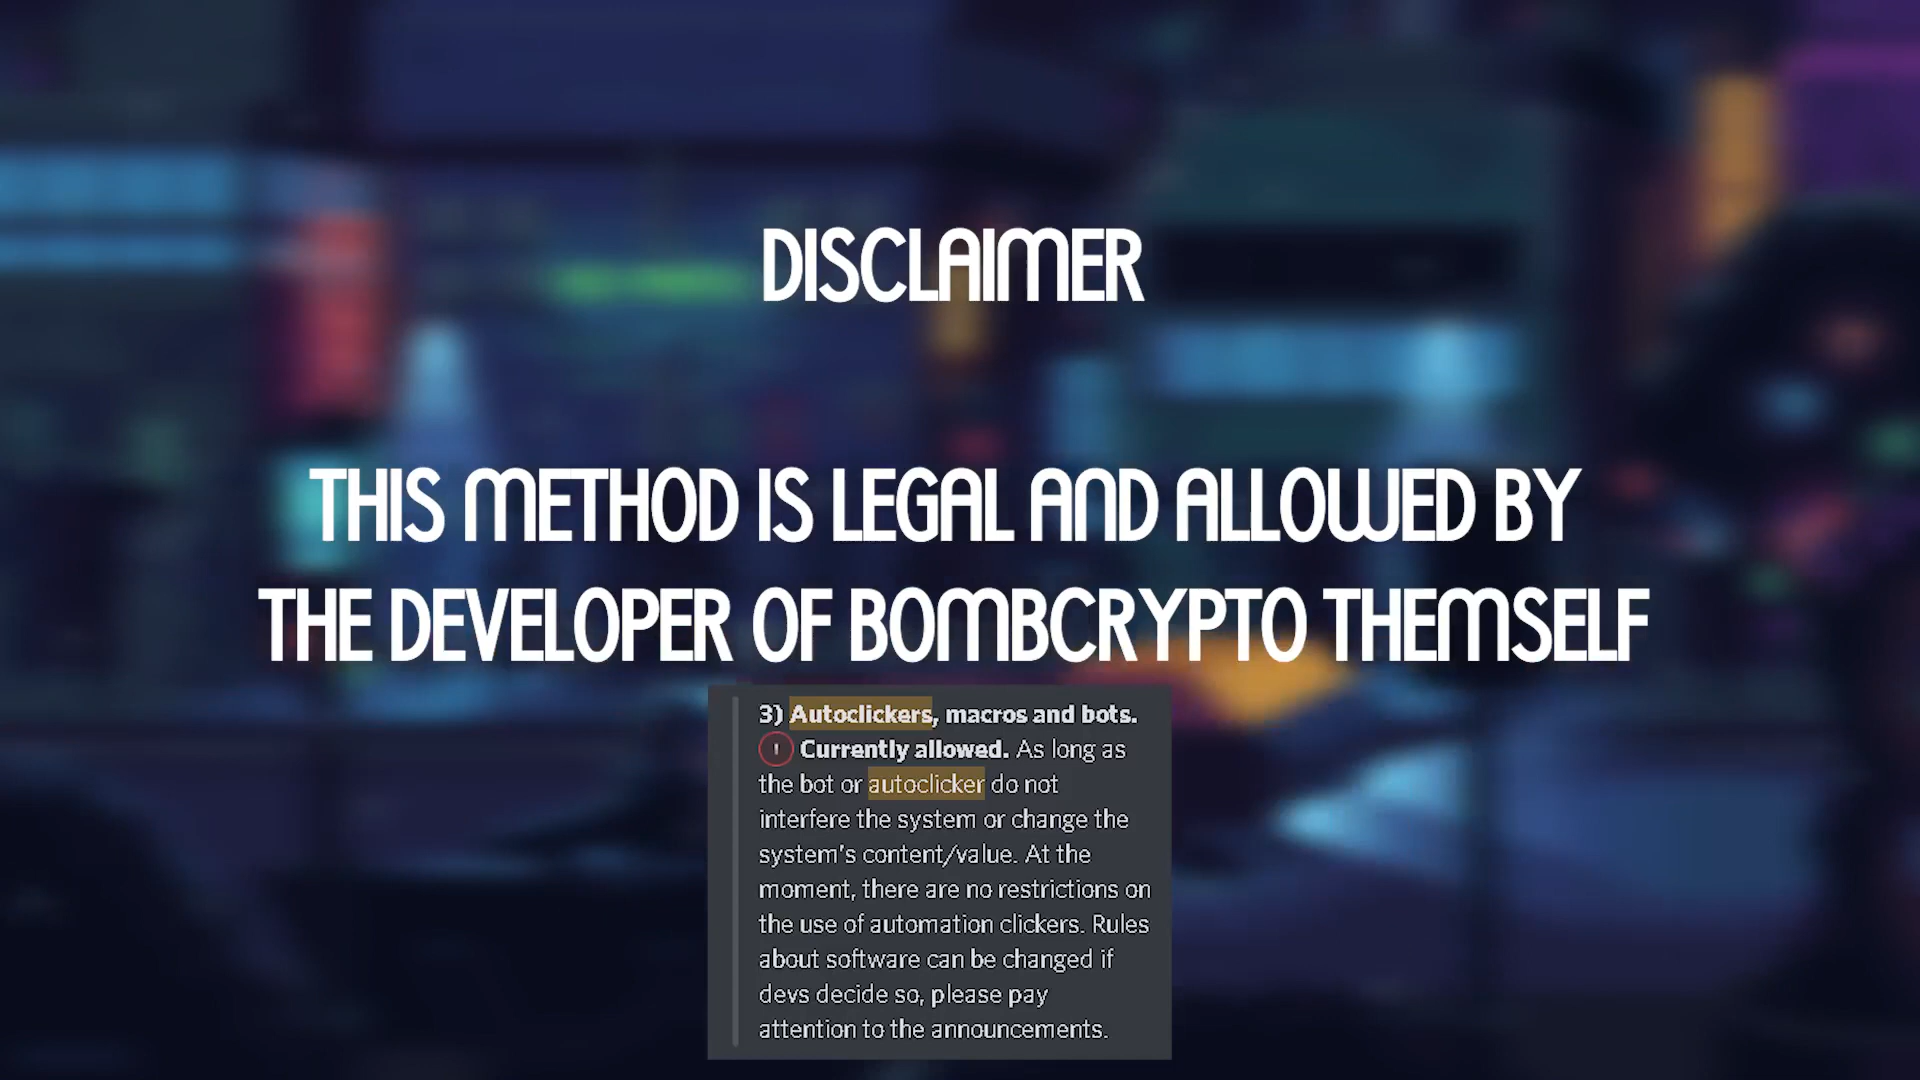 DISCLAIMER
THIS METHOD IS LEGAL AND ALLOWED BY
THE DEVELOPER OF BOMBCRYPTO THEMSELF
3) Autoclickers, macros and bots.
! Currently allowed. As long as
the bot or autoclicker do not
interfere the system or change the
system's content/value. At the
moment, there are no restrictions on
the use of automation clickers. Rules
about software can be changed if
devs decide so, please pay
attention to the announcements.